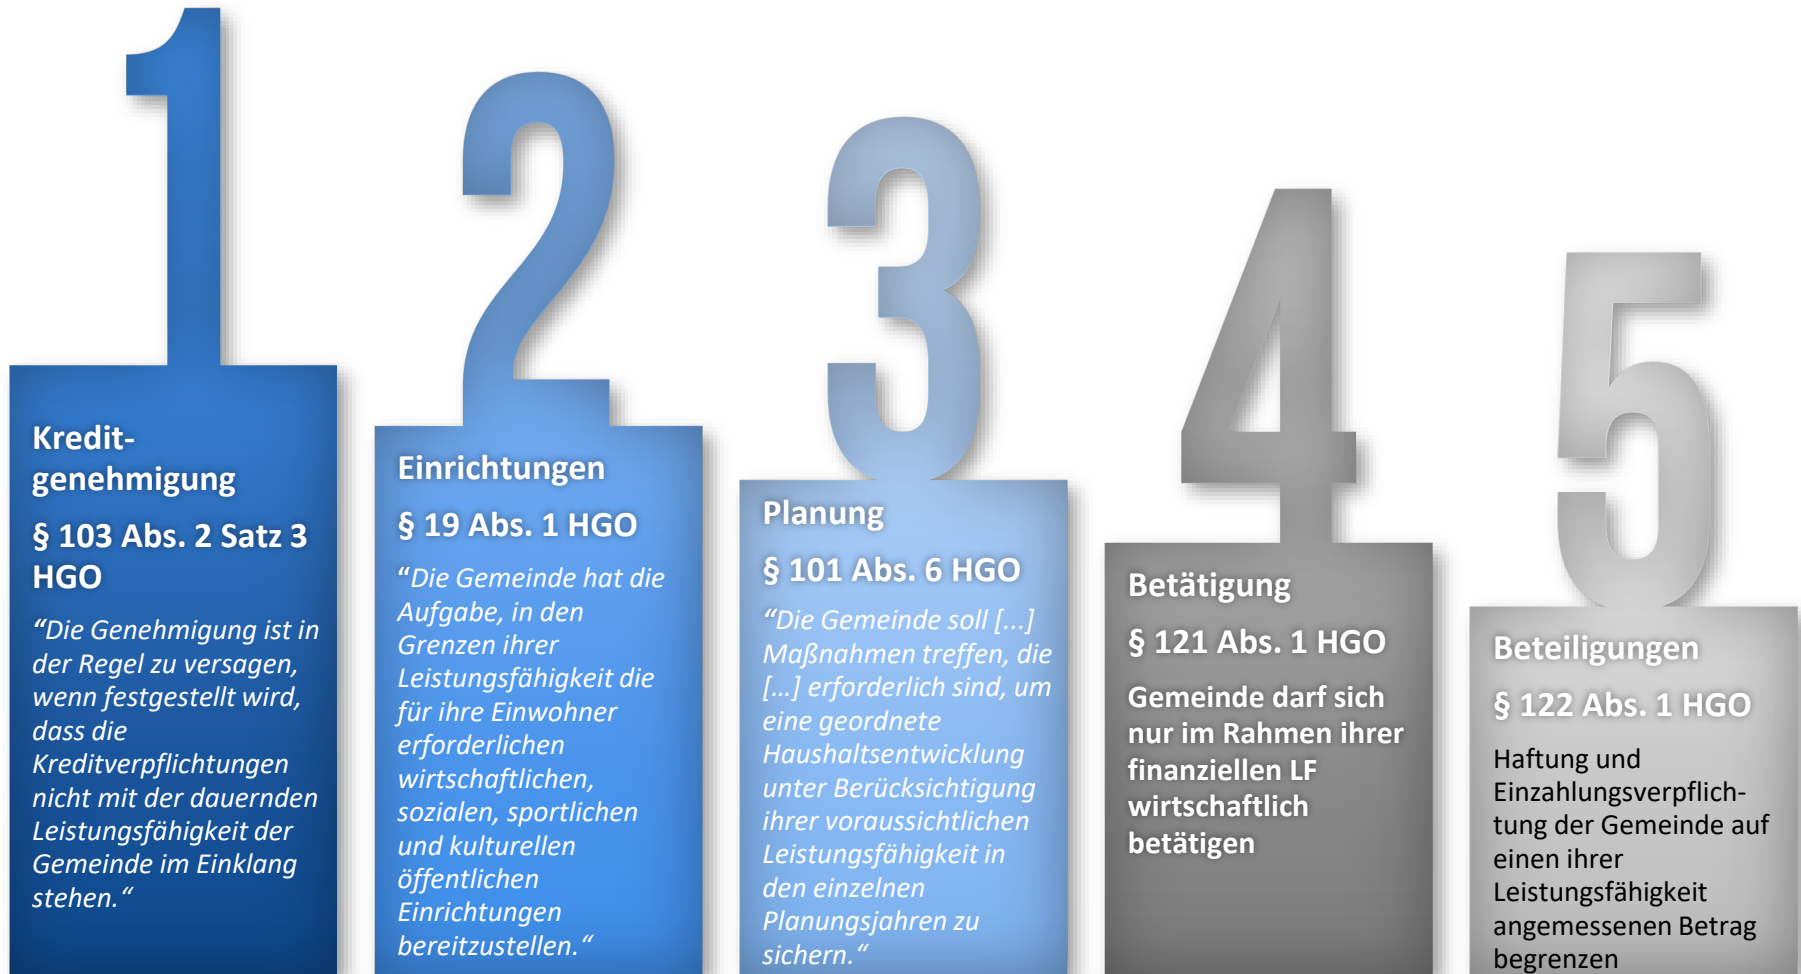 1
Kredit-
genehmigung
§ 103 Abs. 2 Satz 3
HGO
“Die Genehmigung ist in
der Regel zu versagen,
wenn festgestellt wird,
dass die
Kreditverpflichtungen
nicht mit der dauernden
Leistungsfähigkeit der
Gemeinde im Einklang
stehen.“
2
Einrichtungen
§ 19 Abs. 1 HGO
“Die Gemeinde hat die
Aufgabe, in den
Grenzen ihrer
Leistungsfähigkeit die
für ihre Einwohner
erforderlichen
wirtschaftlichen,
sozialen, sportlichen
und kulturellen
öffentlichen
Einrichtungen
bereitzustellen.“
3
Planung
§ 101 Abs. 6 HGO
“Die Gemeinde soll [...]
Maßnahmen treffen, die
[...] erforderlich sind, um
eine geordnete
Haushaltsentwicklung
unter Berücksichtigung
ihrer voraussichtlichen
Leistungsfähigkeit in
den einzelnen
Planungsjahren zu
sichern.“
4
Betätigung
§ 121 Abs. 1 HGO
Gemeinde darf sich
nur im Rahmen ihrer
finanziellen LF
wirtschaftlich
betätigen
5
Beteiligungen
§ 122 Abs. 1 HGO
Haftung und
Einzahlungsverpflich-
tung der Gemeinde auf
einen ihrer
Leistungsfähigkeit
angemessenen Betrag
begrenzen